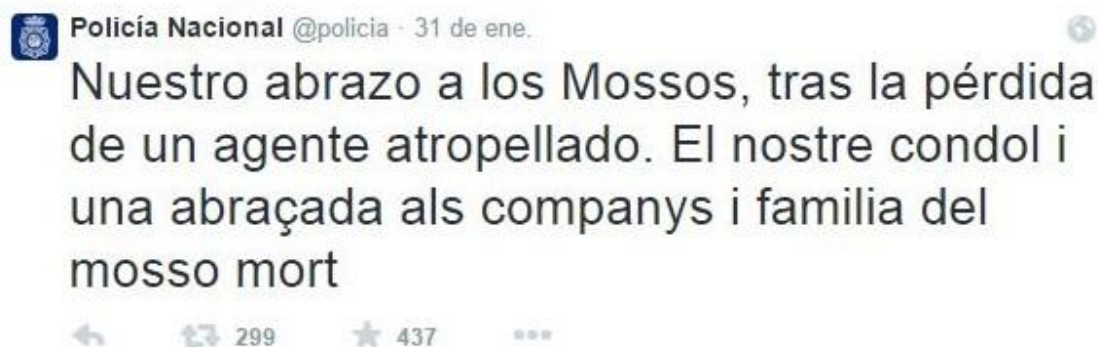 Policía Nacional @policia · 31 de ene.
Nuestro abrazo a los Mossos, tras la pérdida
de un agente atropellado. El nostre condol i
una abraçada als companys i familia del
mosso mort
299 437